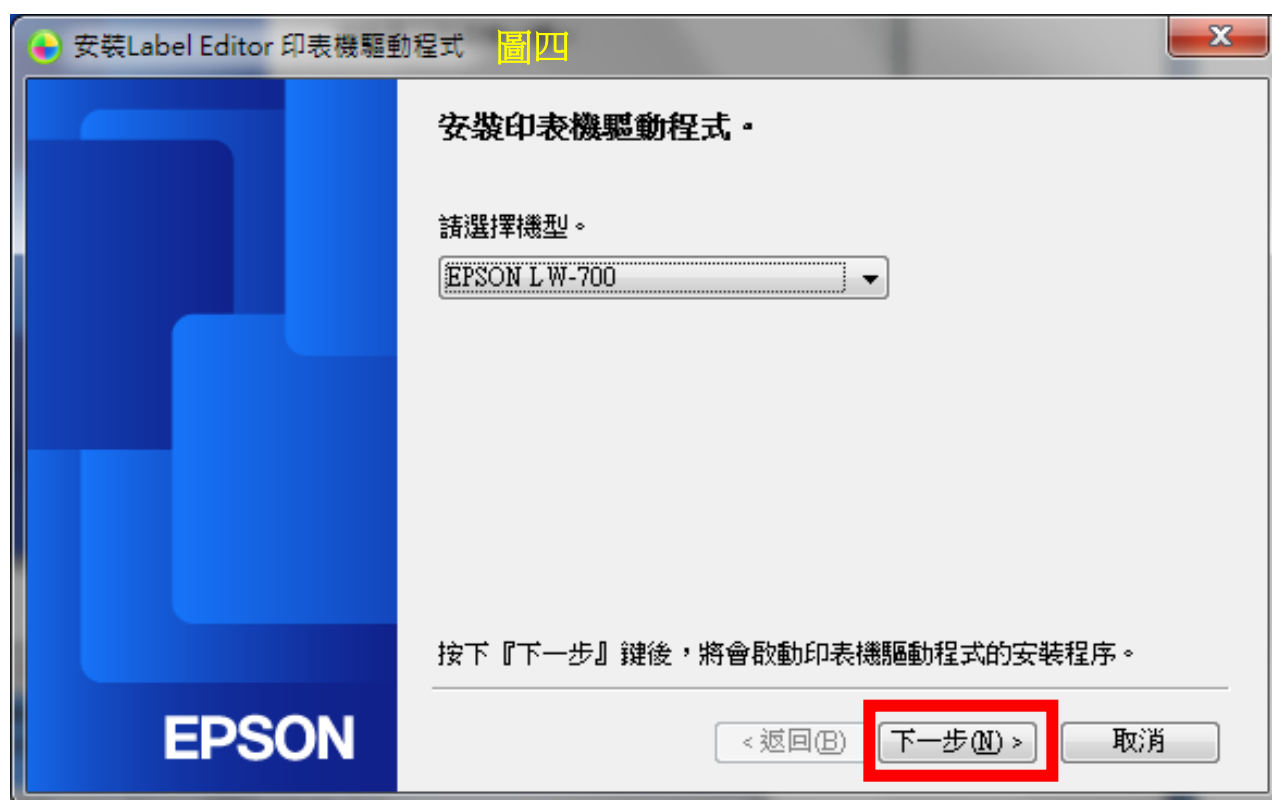 安裝Label Editor 印表機驅動程式 圖四
安裝印表機驅動程式。
請選擇機型。
EPSON LW-700
按下『下一步』鍵後，將會啟動印表機驅動程式的安裝程序。
EPSON
<返回(B) 下一步(N) > 取消